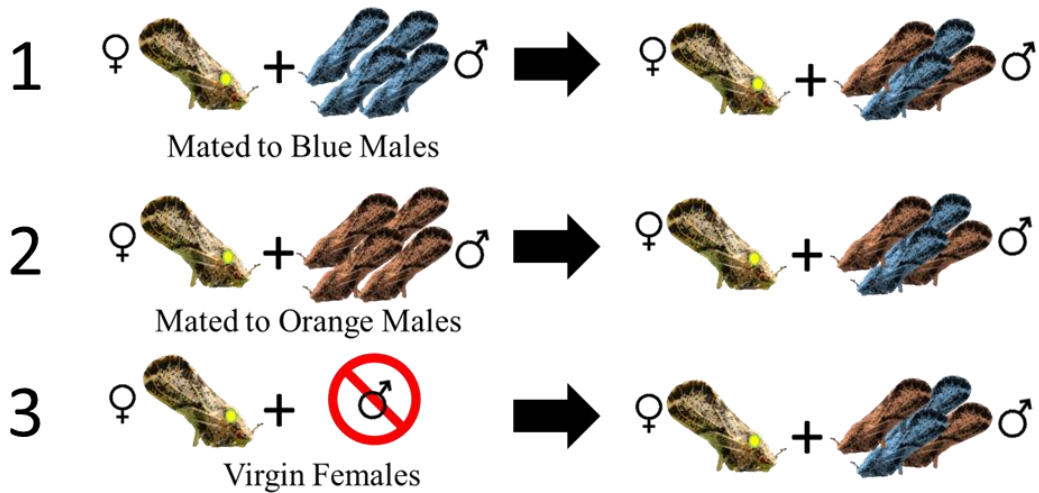 1
Mated to Blue Males
2
Mated to Orange Males
3
Virgin Females